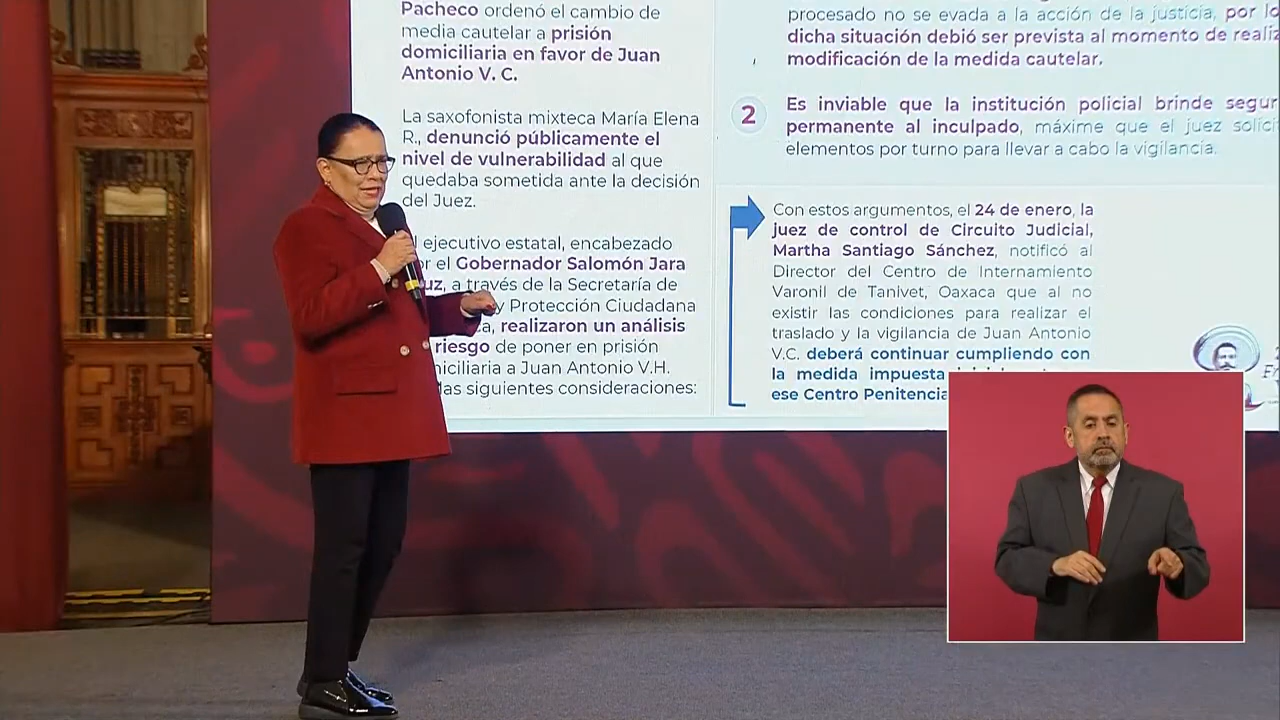 Pacheco ordenó el cambio de
media cautelar a prisión
domiciliaria en favor de Juan
Antonio V. C.
La saxofonista mixteca María Elena
R., denunció públicamente el
nivel de vulnerabilidad al que
quedaba sometida ante la decisión
del Juez.
ejecutivo estatal, encabezado
el Gobernador Salomón Jara
a través de la Secretaría de
y Protección Ciudadana
realizaron un análisis
riesgo de poner en prisión
a Juan Antonio V.H.
las siguientes consideraciones:
procesado no se evada a la acción de la justicia, por lo
dicha situación debió ser prevista al momento de
modificación de la medida cautelar.
2
Es inviable que la institución policial brinde
permanente al inculpado, máxime que el juez
elementos por turno para llevar a cabo la vigilancia.
Con estos argumentos, el 24 de enero, la
juez de control de Circuito Judicial,
Martha Santiago Sánchez, notificó al
Director del Centro de Internamiento
Varonil de Tanivet, Oaxaca que al no
existir las condiciones para realizar el
traslado y la vigilancia de Juan Antonio
V.C. deberá continuar cumpliendo con
la medida impuesta
ese Centro